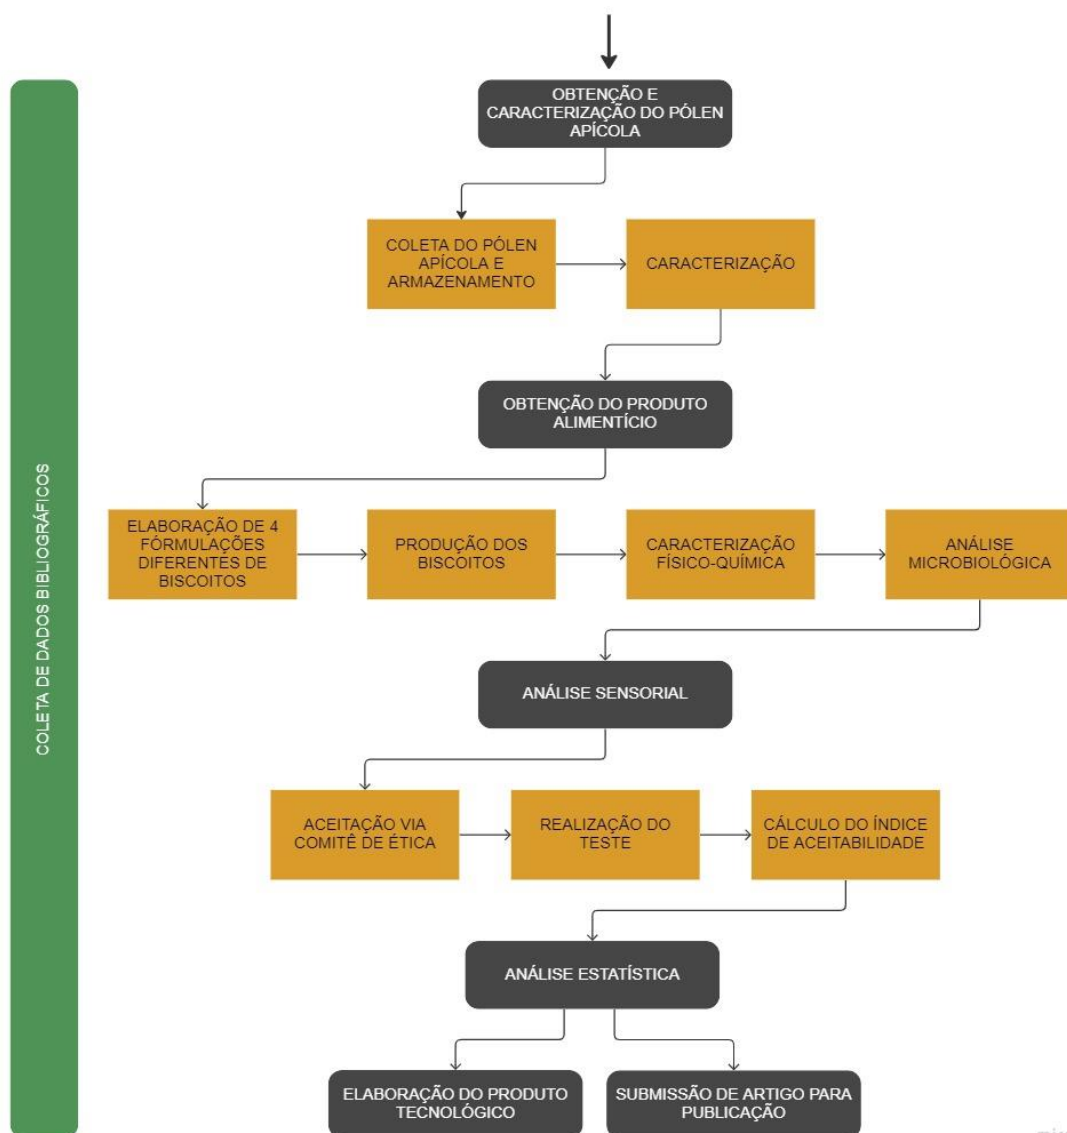 COLETA DE DADOS BIBLIOGRÁFICOS
OBTENÇÃO E
CARACTERIZAÇÃO DO PÓLEN
APÍCOLA
COLETA DO PÓLEN
APÍCOLA E
ARMAZENAMENTO
CARACTERIZAÇÃO
OBTENÇÃO DO PRODUTO
ALIMENTÍCIO
ELABORAÇÃO DE 4
FÓRMULAÇÕES
DIFERENTES DE
BISCOITOS
PRODUÇÃO DOS
BISCOITOS
CARACTERIZAÇÃO
FÍSICO-QUÍMICA
ANÁLISE
MICROBIOLÓGICA
ANÁLISE SENSORIAL
ACEITAÇÃO VIA
COMITÊ DE ÉTICA
REALIZAÇÃO DO
TESTE
CÁLCULO DO ÍNDICE
DE ACEITABILIDADE
ANÁLISE ESTATÍSTICA
ELABORAÇÃO DO PRODUTO
TECNOLÓGICO
SUBMISSÃO DE ARTIGO PARA
PUBLICAÇÃO